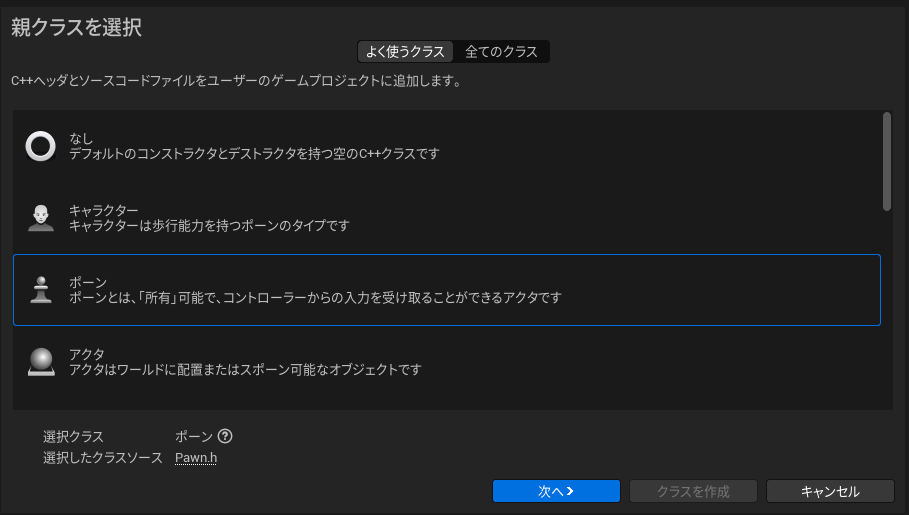 親クラスを選択
よく使うクラス 全てのクラス
C++ヘッダとソースコードファイルをユーザーのゲームプロジェクトに追加します。
なし
デフォルトのコンストラクタとデストラクタを持つ空のC++クラスです
キャラクター
キャラクターは歩行能力を持つポーンのタイプです
ポーン
ポーンとは、「所有」可能で、コントローラーからの入力を受け取ることができるアクタです
アクタ
アクタはワールドに配置またはスポーン可能なオブジェクトです
選択クラス ポーン ?
選択したクラスソース Pawn.h
次へ クラスを作成 キャンセル